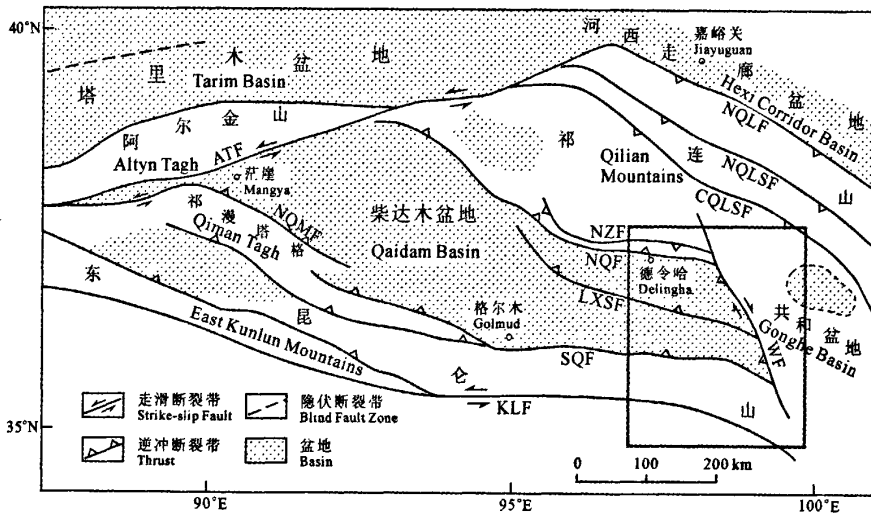 40°N
35°N
90°E
95°E
100°E
塔里木盆地
Tarim Basin
河西走廊盆地
Hexi Corridor Basin
嘉峪关
Jiayuguan
阿尔金山
Altyn Tagh
ATF
茫崖
Mangya
祁漫塔格
Qiman Tagh
NQMF
柴达木盆地
Qaidam Basin
祁连山
Qilian
Mountains
NQLF
NQLSF
CQLSF
NZF
NQF
德令哈
Delingha
LXSF
共和盆地
Gonghe Basin
WF
格尔木
Golmud
SQF
东昆仑山
East Kunlun Mountains
KLF
走滑断裂带
Strike-slip Fault
隐伏断裂带
Blind Fault Zone
逆冲断裂带
Thrust
盆地
Basin
0 100 200 km